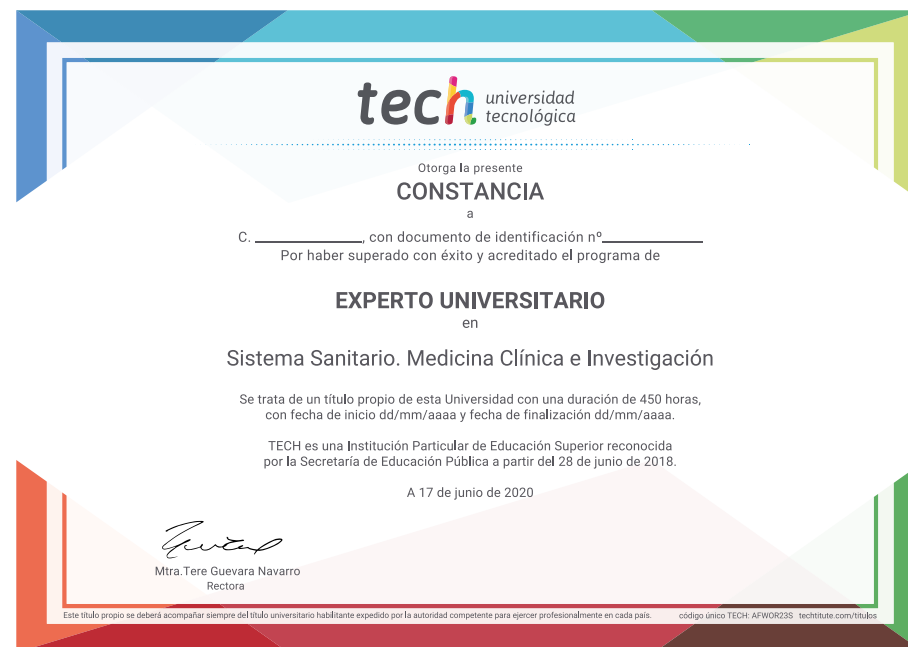 tech universidad
tecnológica
Otorga la presente
CONSTANCIA
a
C. ____________, con documento de identificación nº____________
Por haber superado con éxito y acreditado el programa de
EXPERTO UNIVERSITARIO
en
Sistema Sanitario. Medicina Clínica e Investigación
Se trata de un título propio de esta Universidad con una duración de 450 horas,
con fecha de inicio dd/mm/aaaa y fecha de finalización dd/mm/aaaa.
TECH es una Institución Particular de Educación Superior reconocida
por la Secretaría de Educación Pública a partir del 28 de junio de 2018.
A 17 de junio de 2020
Mtra.Tere Guevara Navarro
Rectora
Este título propio se deberá acompañar siempre del título universitario habilitante expedido por la autoridad competente para ejercer profesionalmente en cada país. código único TECH: AFWOR23S techtitute.com/titulos